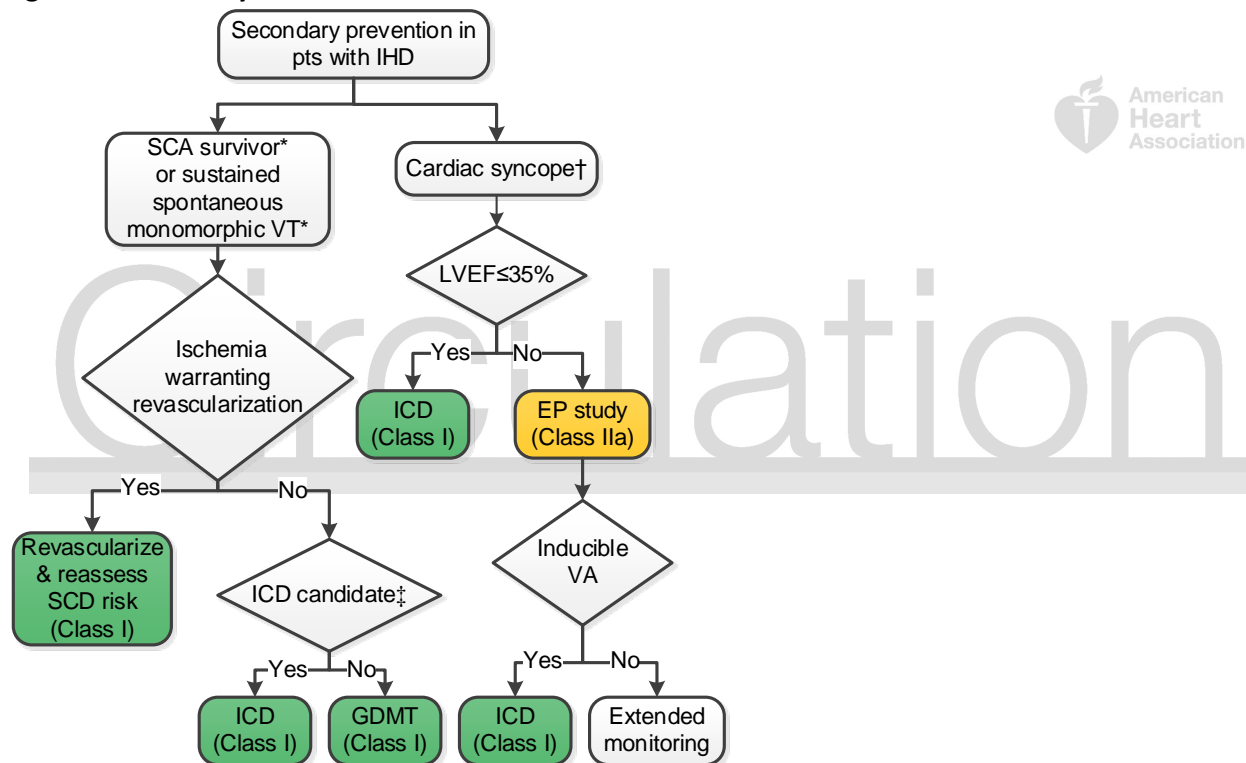 Secondary prevention in
pts with IHD
American
Heart
Association
SCA survivor*
or sustained
spontaneous
monomorphic VT*
Cardiac syncope†
LVEF≤35%
Circulation
Ischemia
warranting
revascularization
Yes
No
ICD
(Class I)
EP study
(Class IIa)
Yes
No
Revascularize
& reassess
SCD risk
(Class I)
ICD candidate‡
Inducible
VA
Yes
No
Yes
No
ICD
(Class I)
GDMT
(Class I)
ICD
(Class I)
Extended
monitoring